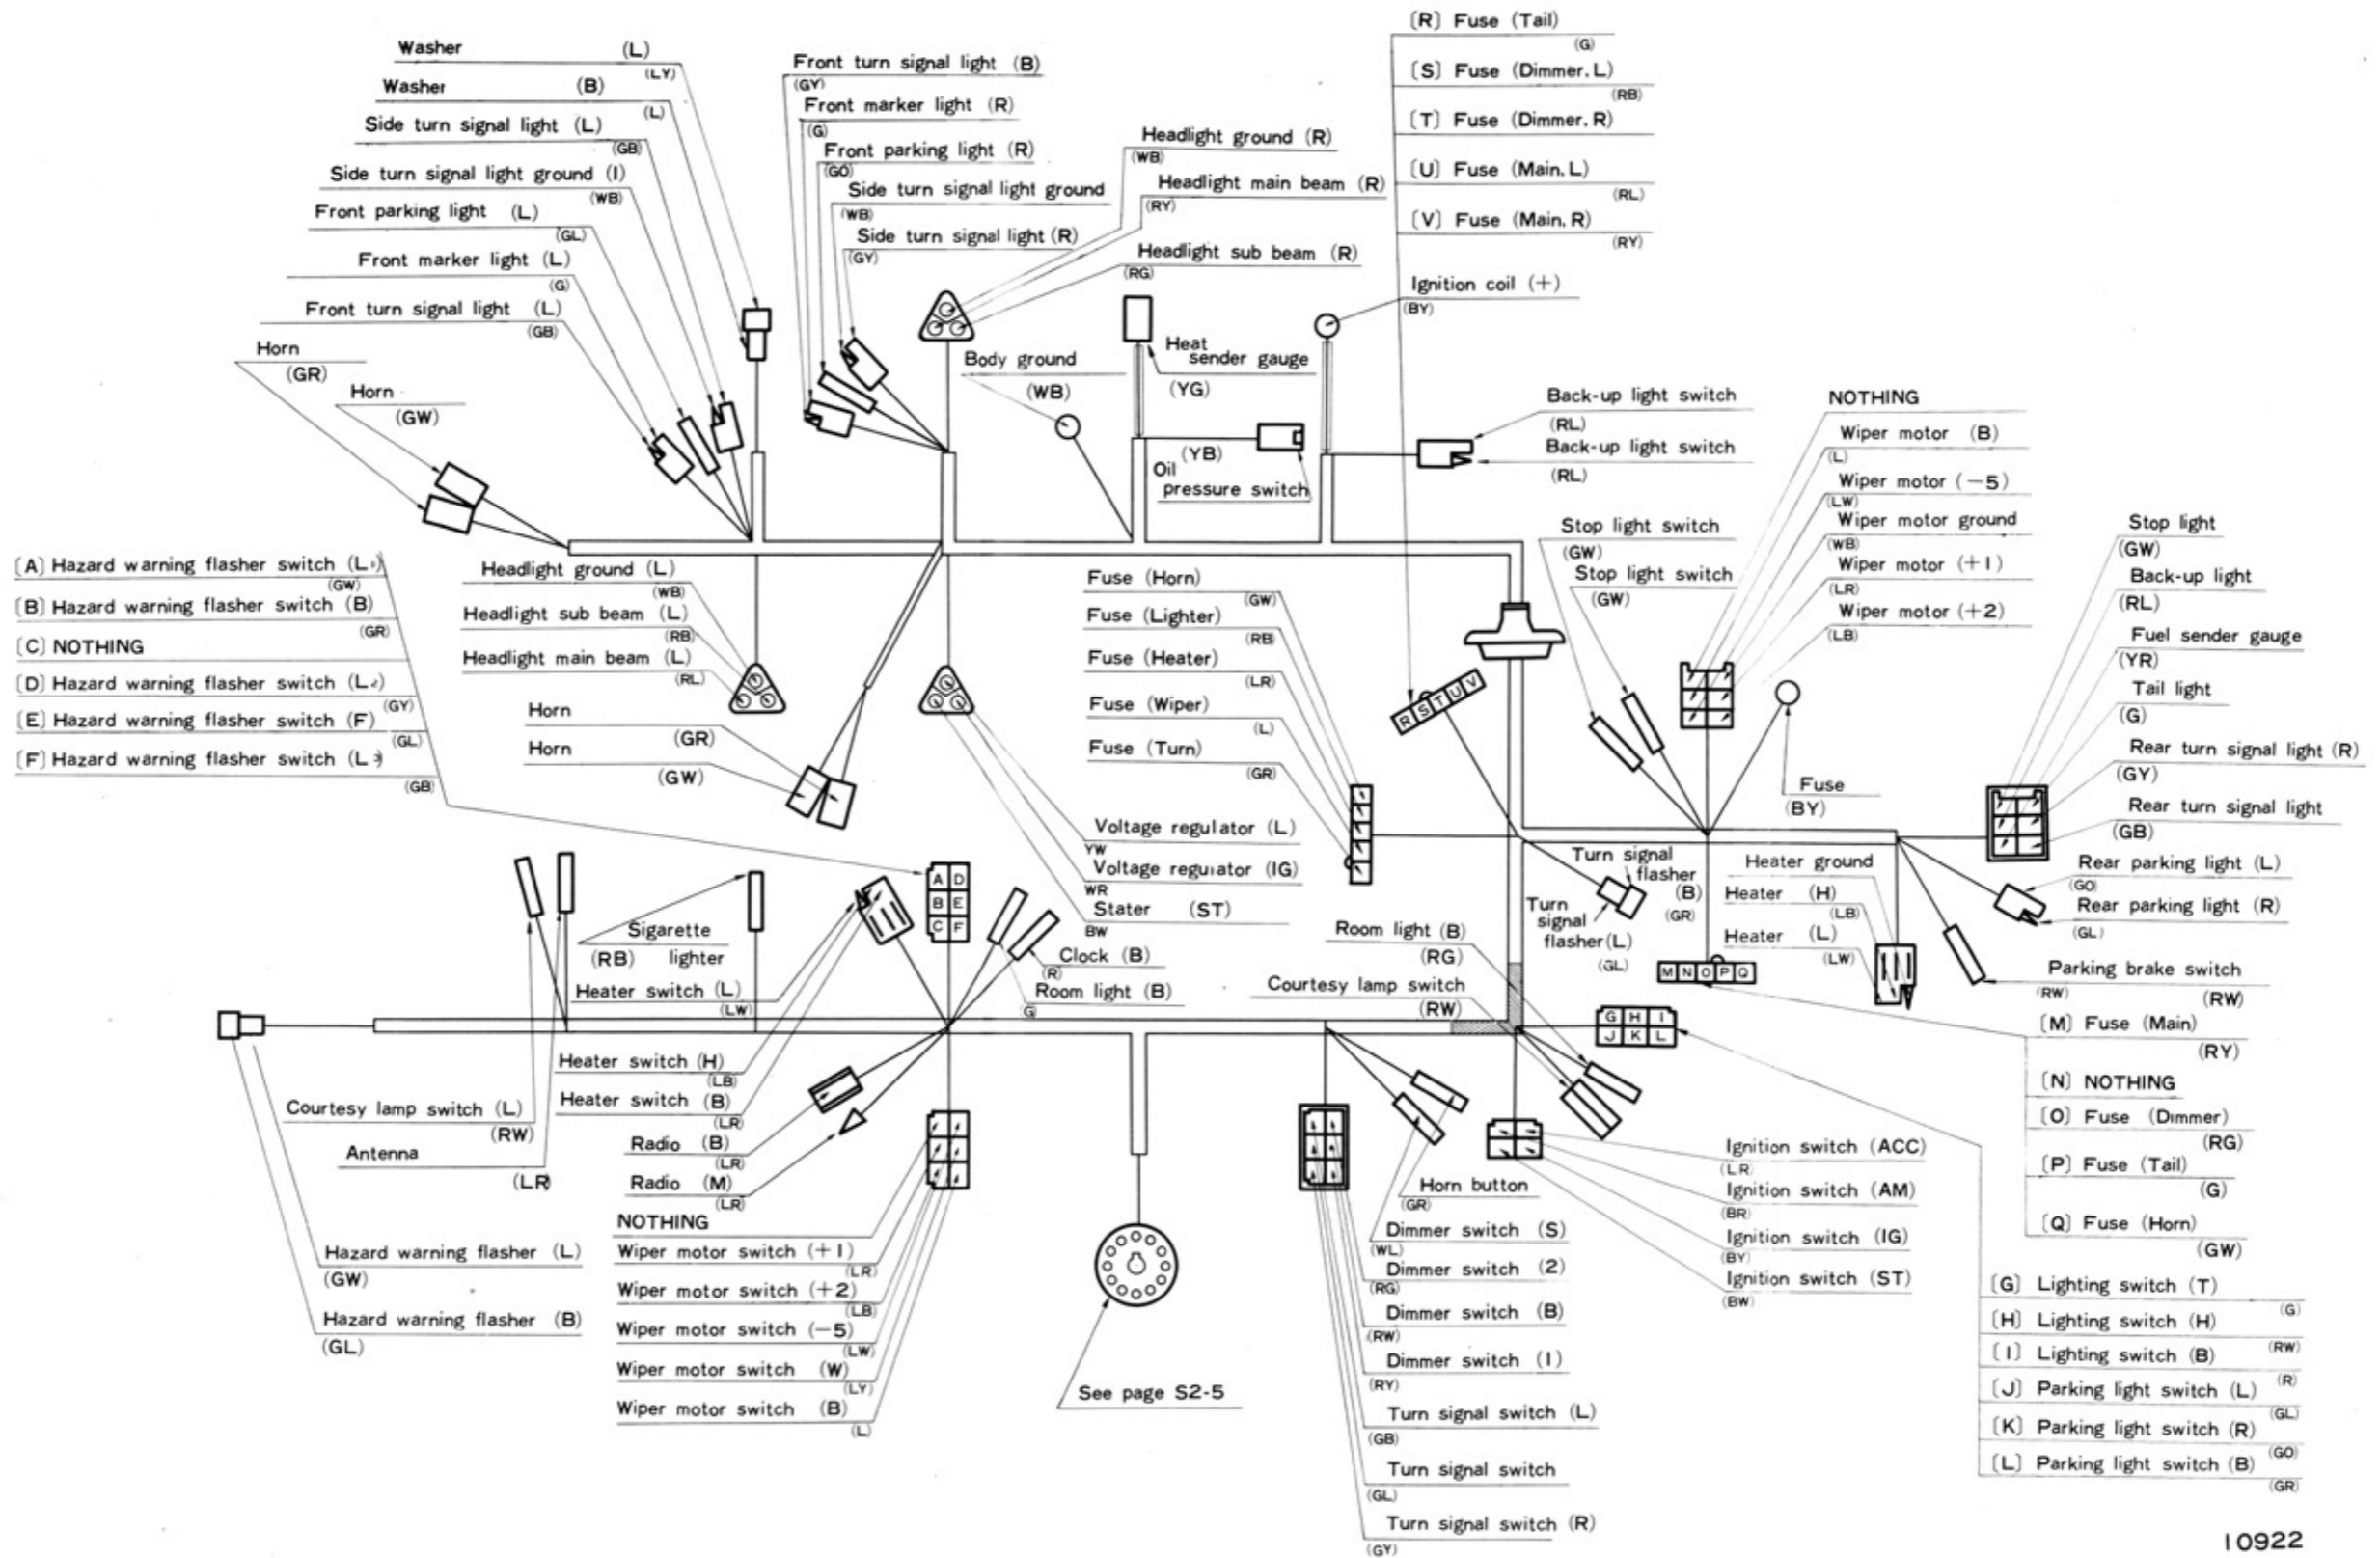 Washer (L)
(LY)
Washer (B)
(L)
Side turn signal light (L)
(GB)
Side turn signal light ground (I)
(WB)
Front parking light (L)
(GL)
Front marker light (L)
(G)
Front turn signal light (L)
(GB)
Horn
(GR)
Horn
(GW)
Front turn signal light (B)
(GY)
Front marker light (R)
(G)
Front parking light (R)
(GO)
Side turn signal light ground
(WB)
Side turn signal light (R)
(GY)
Headlight ground (R)
(WB)
Headlight main beam (R)
(RY)
Headlight sub beam (R)
(RG)
Body ground
(WB)
Heat
sender gauge
(YG)
(YB)
Oil
pressure switch
[R] Fuse (Tail)
(G)
[S] Fuse (Dimmer. L)
(RB)
[T] Fuse (Dimmer. R)
[U] Fuse (Main. L)
(RL)
[V] Fuse (Main. R)
(RY)
Ignition coil (+)
(BY)
Back-up light switch
(RL)
Back-up light switch
(RL)
NOTHING
Wiper motor (B)
(L)
Wiper motor (-5)
(LW)
Wiper motor ground
(WB)
Wiper motor (+1)
(LR)
Wiper motor (+2)
(LB)
Stop light switch
(GW)
Stop light switch
(GW)
Fuse
(BY)
Stop light
(GW)
Back-up light
(RL)
Fuel sender gauge
(YR)
Tail light
(G)
Rear turn signal light (R)
(GY)
Rear turn signal light
(GB)
Rear parking light (L)
(GO)
Rear parking light (R)
(GL)
Parking brake switch
(RW) (RW)
[A] Hazard warning flasher switch (L1)
(GW)
[B] Hazard warning flasher switch (B)
(GR)
[C] NOTHING
[D] Hazard warning flasher switch (L2)
(GY)
[E] Hazard warning flasher switch (F)
(GL)
[F] Hazard warning flasher switch (L3)
(GB)
Headlight ground (L)
(WB)
Headlight sub beam (L)
(RB)
Headlight main beam (L)
(RL)
Horn
(GR)
Horn
(GW)
Fuse (Horn)
(GW)
Fuse (Lighter)
(RB)
Fuse (Heater)
(LR)
Fuse (Wiper)
(L)
Fuse (Turn)
(GR)
R S T U V
Voltage regulator (L)
YW
Voltage regulator (IG)
WR
Stater (ST)
BW
A D
B E
C F
Clock (B)
(R)
Room light (B)
(G)
Sigarette
(RB) lighter
Heater switch (L)
(LW)
Heater switch (H)
(LB)
Heater switch (B)
(LR)
Radio (B)
(LR)
Radio (M)
(LR)
Courtesy lamp switch (L)
(RW)
Antenna
(LR)
Hazard warning flasher (L)
(GW)
Hazard warning flasher (B)
(GL)
NOTHING
Wiper motor switch (+1)
(LR)
Wiper motor switch (+2)
(LB)
Wiper motor switch (-5)
(LW)
Wiper motor switch (W)
(LY)
Wiper motor switch (B)
(L)
See page S2-5
Turn signal
flasher
(B)
(GR)
Turn
signal
flasher(L)
(GL)
Heater ground
Heater (H)
(LB)
Heater (L)
(LW)
Room light (B)
(RG)
Courtesy lamp switch
(RW)
M N O P Q
G H I
J K L
Horn button
(GR)
Dimmer switch (S)
(WL)
Dimmer switch (2)
(RG)
Dimmer switch (B)
(RW)
Dimmer switch (1)
(RY)
Turn signal switch (L)
(GB)
Turn signal switch
(GL)
Turn signal switch (R)
(GY)
Ignition switch (ACC)
(LR)
Ignition switch (AM)
(BR)
Ignition switch (IG)
(BY)
Ignition switch (ST)
(BW)
[M] Fuse (Main)
(RY)
[N] NOTHING
[O] Fuse (Dimmer)
(RG)
[P] Fuse (Tail)
(G)
[Q] Fuse (Horn)
(GW)
[G] Lighting switch (T)
(G)
[H] Lighting switch (H)
(RW)
[I] Lighting switch (B)
(R)
[J] Parking light switch (L)
(GL)
[K] Parking light switch (R)
(GO)
[L] Parking light switch (B)
(GR)
10922